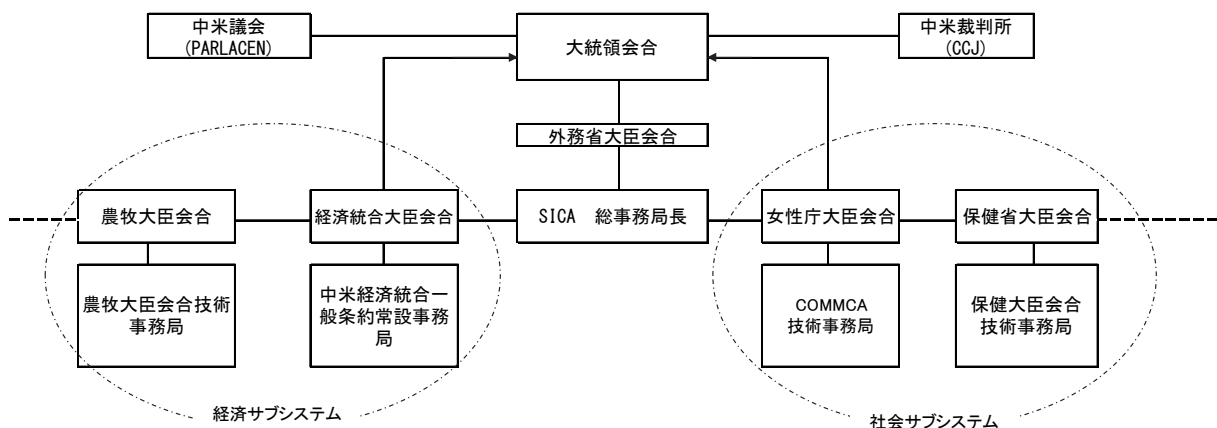 中米議会
(PARLACEN)
大統領会合
中米裁判所
(CCJ)
外務省大臣会合
農牧大臣会合
経済統合大臣会合
SICA 総事務局長
女性庁大臣会合
保健省大臣会合
農牧大臣会合技術
事務局
中米経済統合一
般条約常設事務
局
COMMCA
技術事務局
保健大臣会合
技術事務局
経済サブシステム
社会サブシステム